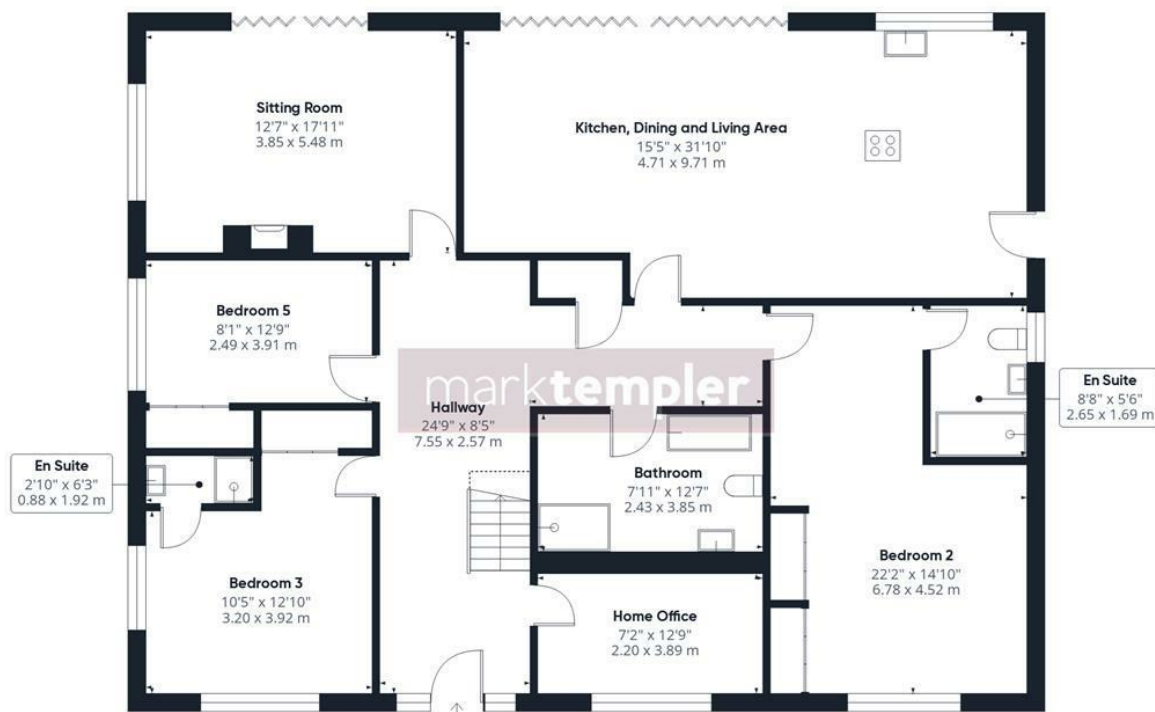 Sitting Room
12'7" x 17'11"
3.85 x 5.48 m
Kitchen, Dining and Living Area
15'5" x 31'10"
4.71 x 9.71 m
Bedroom 5
8'1" x 12'9"
2.49 x 3.91 m
marktempler
Hallway
24'9" x 8'5"
7.55 x 2.57 m
En Suite
8'8" x 5'6"
2.65 x 1.69 m
En Suite
2'10" x 6'3"
0.88 x 1.92 m
Bathroom
7'11" x 12'7"
2.43 x 3.85 m
Bedroom 3
10'5" x 12'10"
3.20 x 3.92 m
Home Office
7'2" x 12'9"
2.20 x 3.89 m
Bedroom 2
22'2" x 14'10"
6.78 x 4.52 m